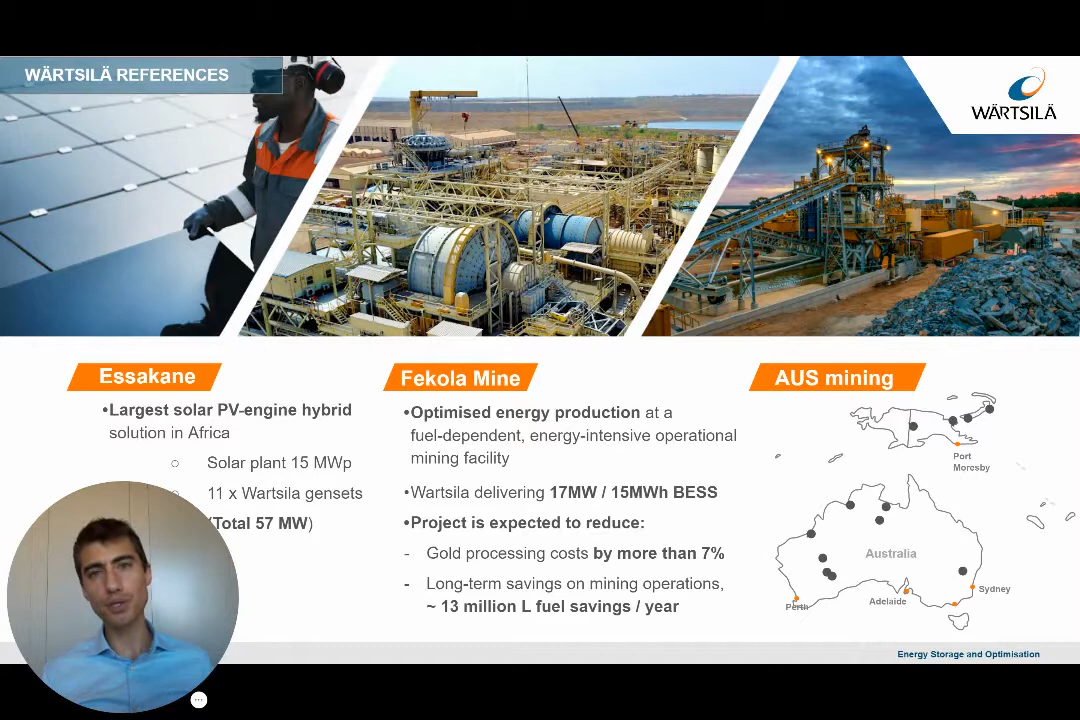 WÄRTSILÄ REFERENCES
WÄRTSILÄ
Essakane
•Largest solar PV-engine hybrid
solution in Africa
○ Solar plant 15 MWp
○ 11 x Wartsila gensets
(Total 57 MW)
Fekola Mine
•Optimised energy production at a
fuel-dependent, energy-intensive operational
mining facility
•Wartsila delivering 17MW / 15MWh BESS
•Project is expected to reduce:
- Gold processing costs by more than 7%
- Long-term savings on mining operations,
~ 13 million L fuel savings / year
AUS mining
Port
Moresby
Australia
Sydney
Adelaide
Perth
Energy Storage and Optimisation